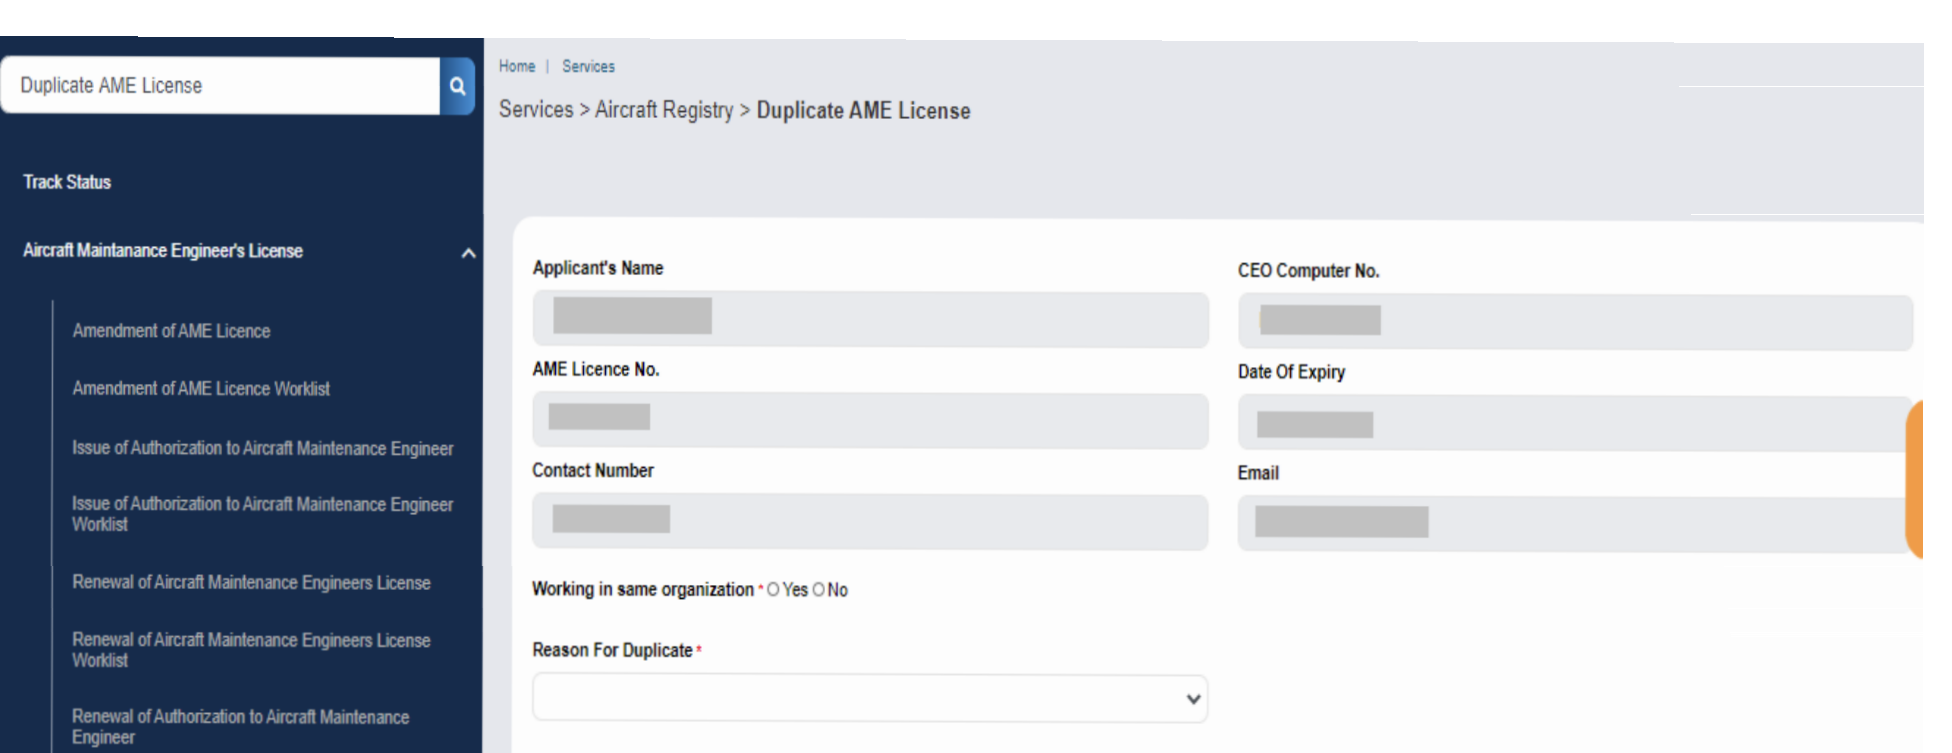 Duplicate AME License
Track Status
Aircraft Maintanance Engineer's License
Amendment of AME Licence
Amendment of AME Licence Worklist
Issue of Authorization to Aircraft Maintenance Engineer
Issue of Authorization to Aircraft Maintenance Engineer
Worklist
Renewal of Aircraft Maintenance Engineers License
Renewal of Aircraft Maintenance Engineers License
Worklist
Renewal of Authorization to Aircraft Maintenance
Engineer
Home | Services
Services > Aircraft Registry > Duplicate AME License
Applicant's Name
CEO Computer No.
AME Licence No.
Date Of Expiry
Contact Number
Email
Working in same organization * Yes No
Reason For Duplicate *